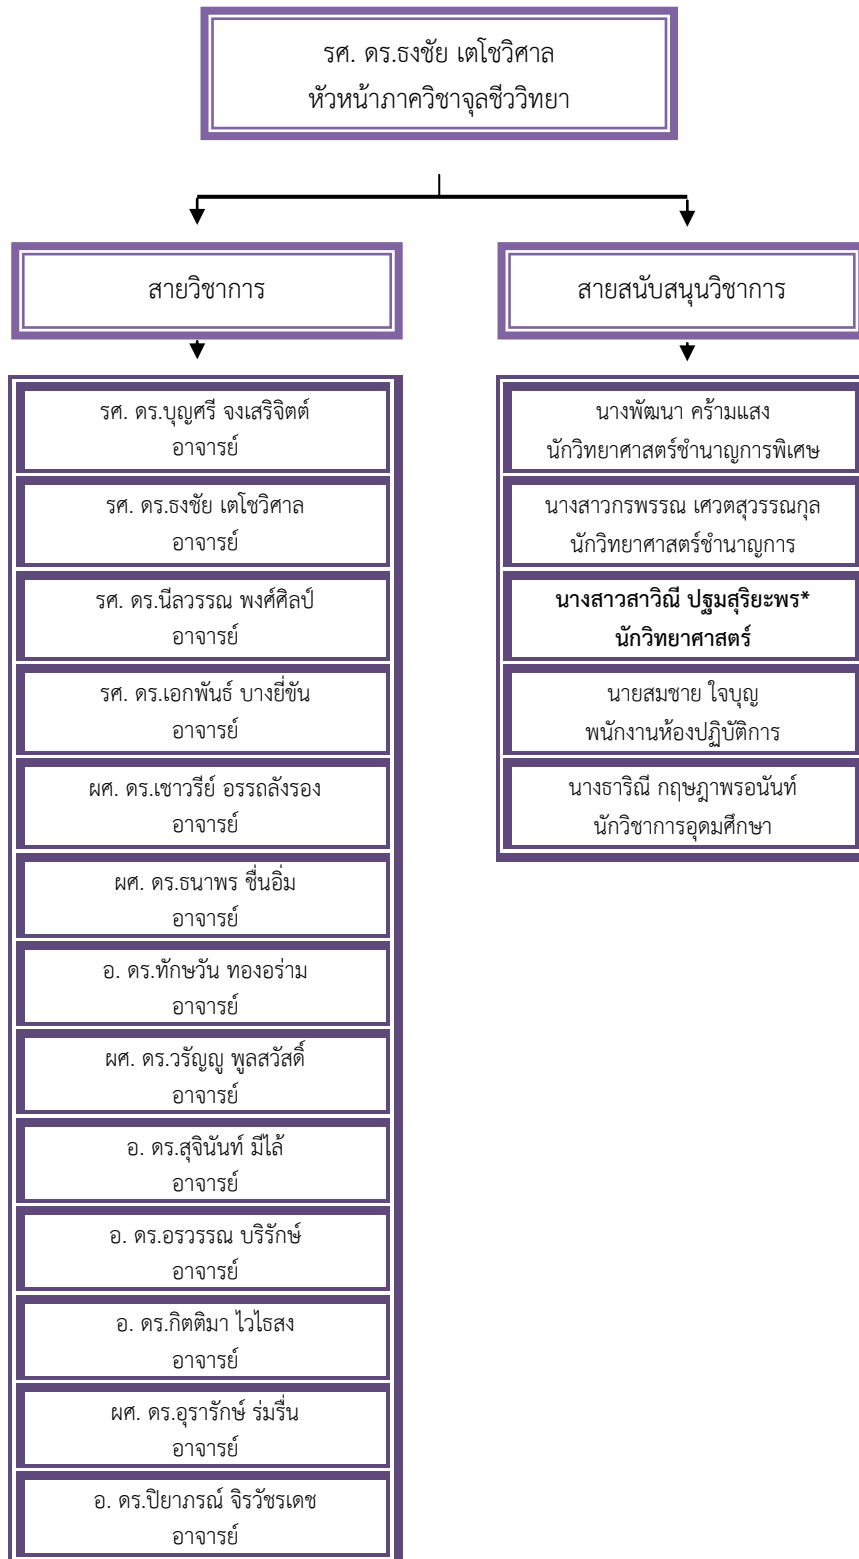 รศ. ดร.ธงชัย เตโชวิศาล
หัวหน้าภาควิชาจุลชีววิทยา
สายวิชาการ
รศ. ดร.บุญศรี จงเสริจิตต์
อาจารย์
รศ. ดร.ธงชัย เตโชวิศาล
อาจารย์
รศ. ดร.นีลวรรณ พงศ์ศิลป์
อาจารย์
รศ. ดร.เอกพันธ์ บางยี่ขัน
อาจารย์
ผศ. ดร.เชาวรีย์ อรรถลังรอง
อาจารย์
ผศ. ดร.ธนาพร ชื่นอิ่ม
อาจารย์
อ. ดร.ทักษวัน ทองอร่าม
อาจารย์
ผศ. ดร.วรัญญู พูลสวัสดิ์
อาจารย์
อ. ดร.สุจินันท์ มีไล้
อาจารย์
อ. ดร.อรวรรณ บริรักษ์
อาจารย์
อ. ดร.กิตติมา ไวไธสง
อาจารย์
ผศ. ดร.อุรารักษ์ ร่มรื่น
อาจารย์
อ. ดร.ปิยาภรณ์ จิรวัชรเดช
อาจารย์
สายสนับสนุนวิชาการ
นางพัฒนา คร้ามแสง
นักวิทยาศาสตร์ชำนาญการพิเศษ
นางสาวกรพรรณ เศวตสุวรรณกุล
นักวิทยาศาสตร์ชำนาญการ
นางสาวสาวิณี ปฐมสุริยะพร*
นักวิทยาศาสตร์
นายสมชาย ใจบุญ
พนักงานห้องปฏิบัติการ
นางธาริณี กฤษฎาพรอนันท์
นักวิชาการอุดมศึกษา